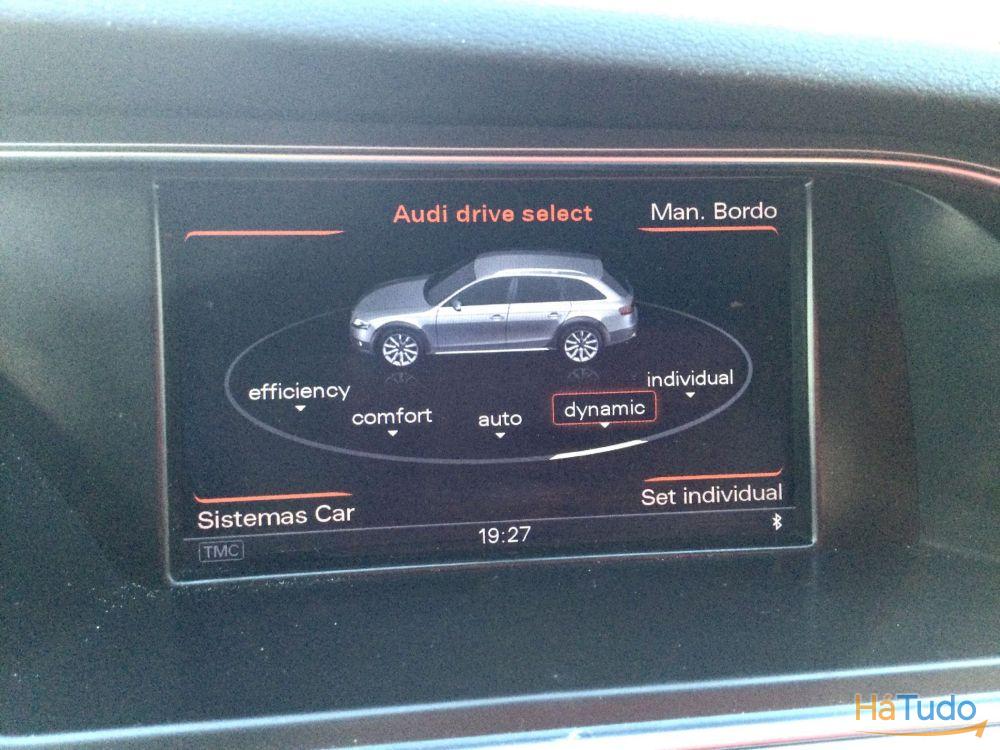 Audi drive select
Man. Bordo
efficiency
comfort
auto
dynamic
individual
Sistemas Car
Set individual
TMC
19:27
HáTudo